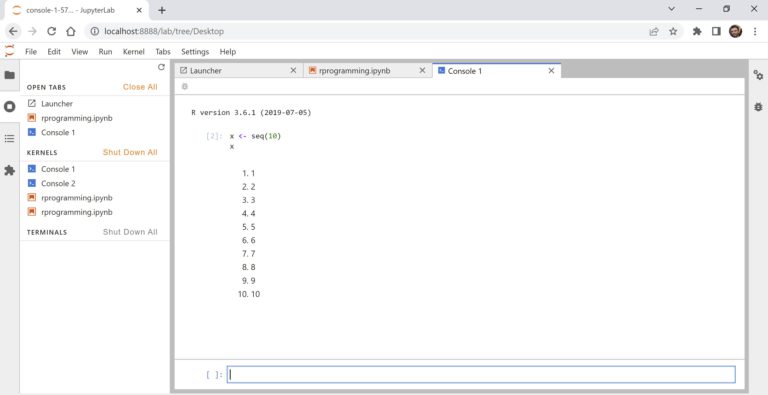 console-1-57... - JupyterLab
localhost:8888/lab/tree/Desktop
File Edit View Run Kernel Tabs Settings Help
OPEN TABS Close All
Launcher
rprogramming.ipynb
Console 1
KERNELS Shut Down All
Console 1
Console 2
rprogramming.ipynb
rprogramming.ipynb
TERMINALS Shut Down All
Launcher rprogramming.ipynb Console 1
R version 3.6.1 (2019-07-05)
[2]: x <- seq(10)
x
1. 1
2. 2
3. 3
4. 4
5. 5
6. 6
7. 7
8. 8
9. 9
10. 10
[ ]: